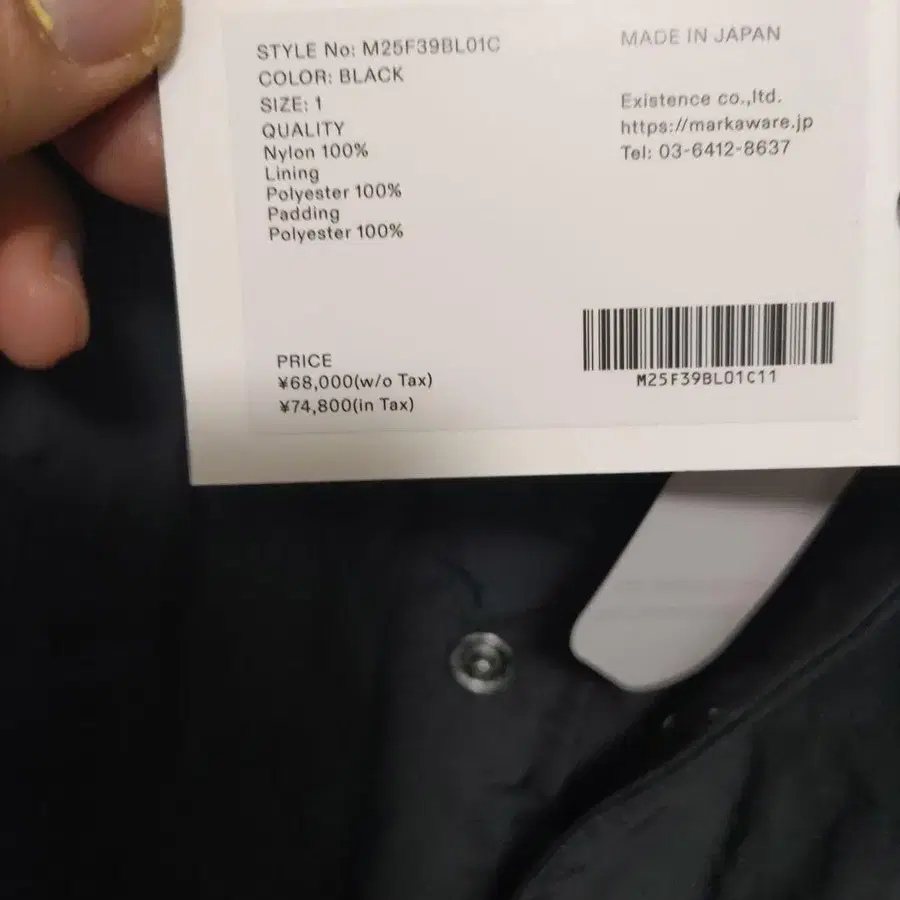 STYLE No: M25F39BL01C
COLOR: BLACK
SIZE: 1
QUALITY
Nylon 100%
Lining
Polyester 100%
Padding
Polyester 100%
PRICE
¥68,000(w/o Tax)
¥74,800(in Tax)
MADE IN JAPAN
Existence co.,ltd.
https://markaware.jp
Tel: 03-6412-8637
M25F39BL01C11